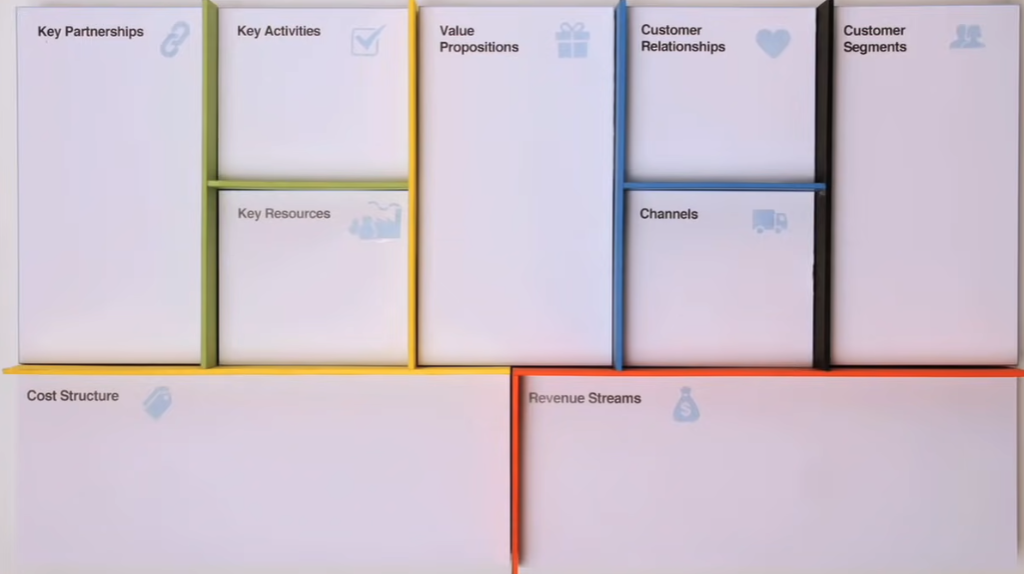 Key Partnerships
Key Activities
Value
Propositions
Customer
Relationships
Customer
Segments
Key Resources
Channels
Cost Structure
Revenue Streams
$